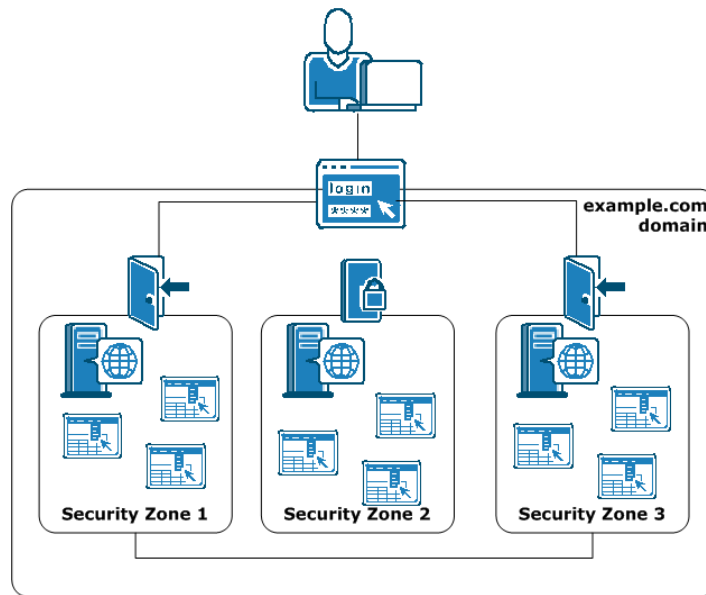 login
****
example.com
domain
Security Zone 1
Security Zone 2
Security Zone 3